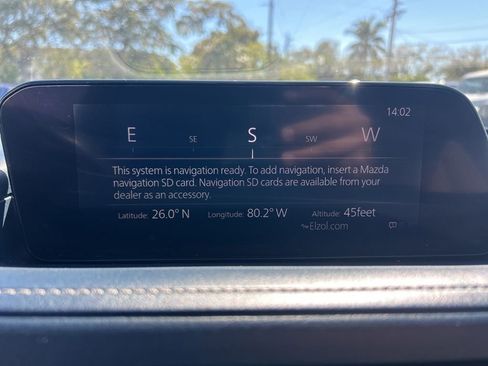 14:02
E SE S SW W
This system is navigation ready. To add navigation, insert a Mazda
navigation SD card. Navigation SD cards are available from your
dealer as an accessory.
Latitude: 26.0° N Longitude: 80.2° W Altitude: 45feet
Elzol.com